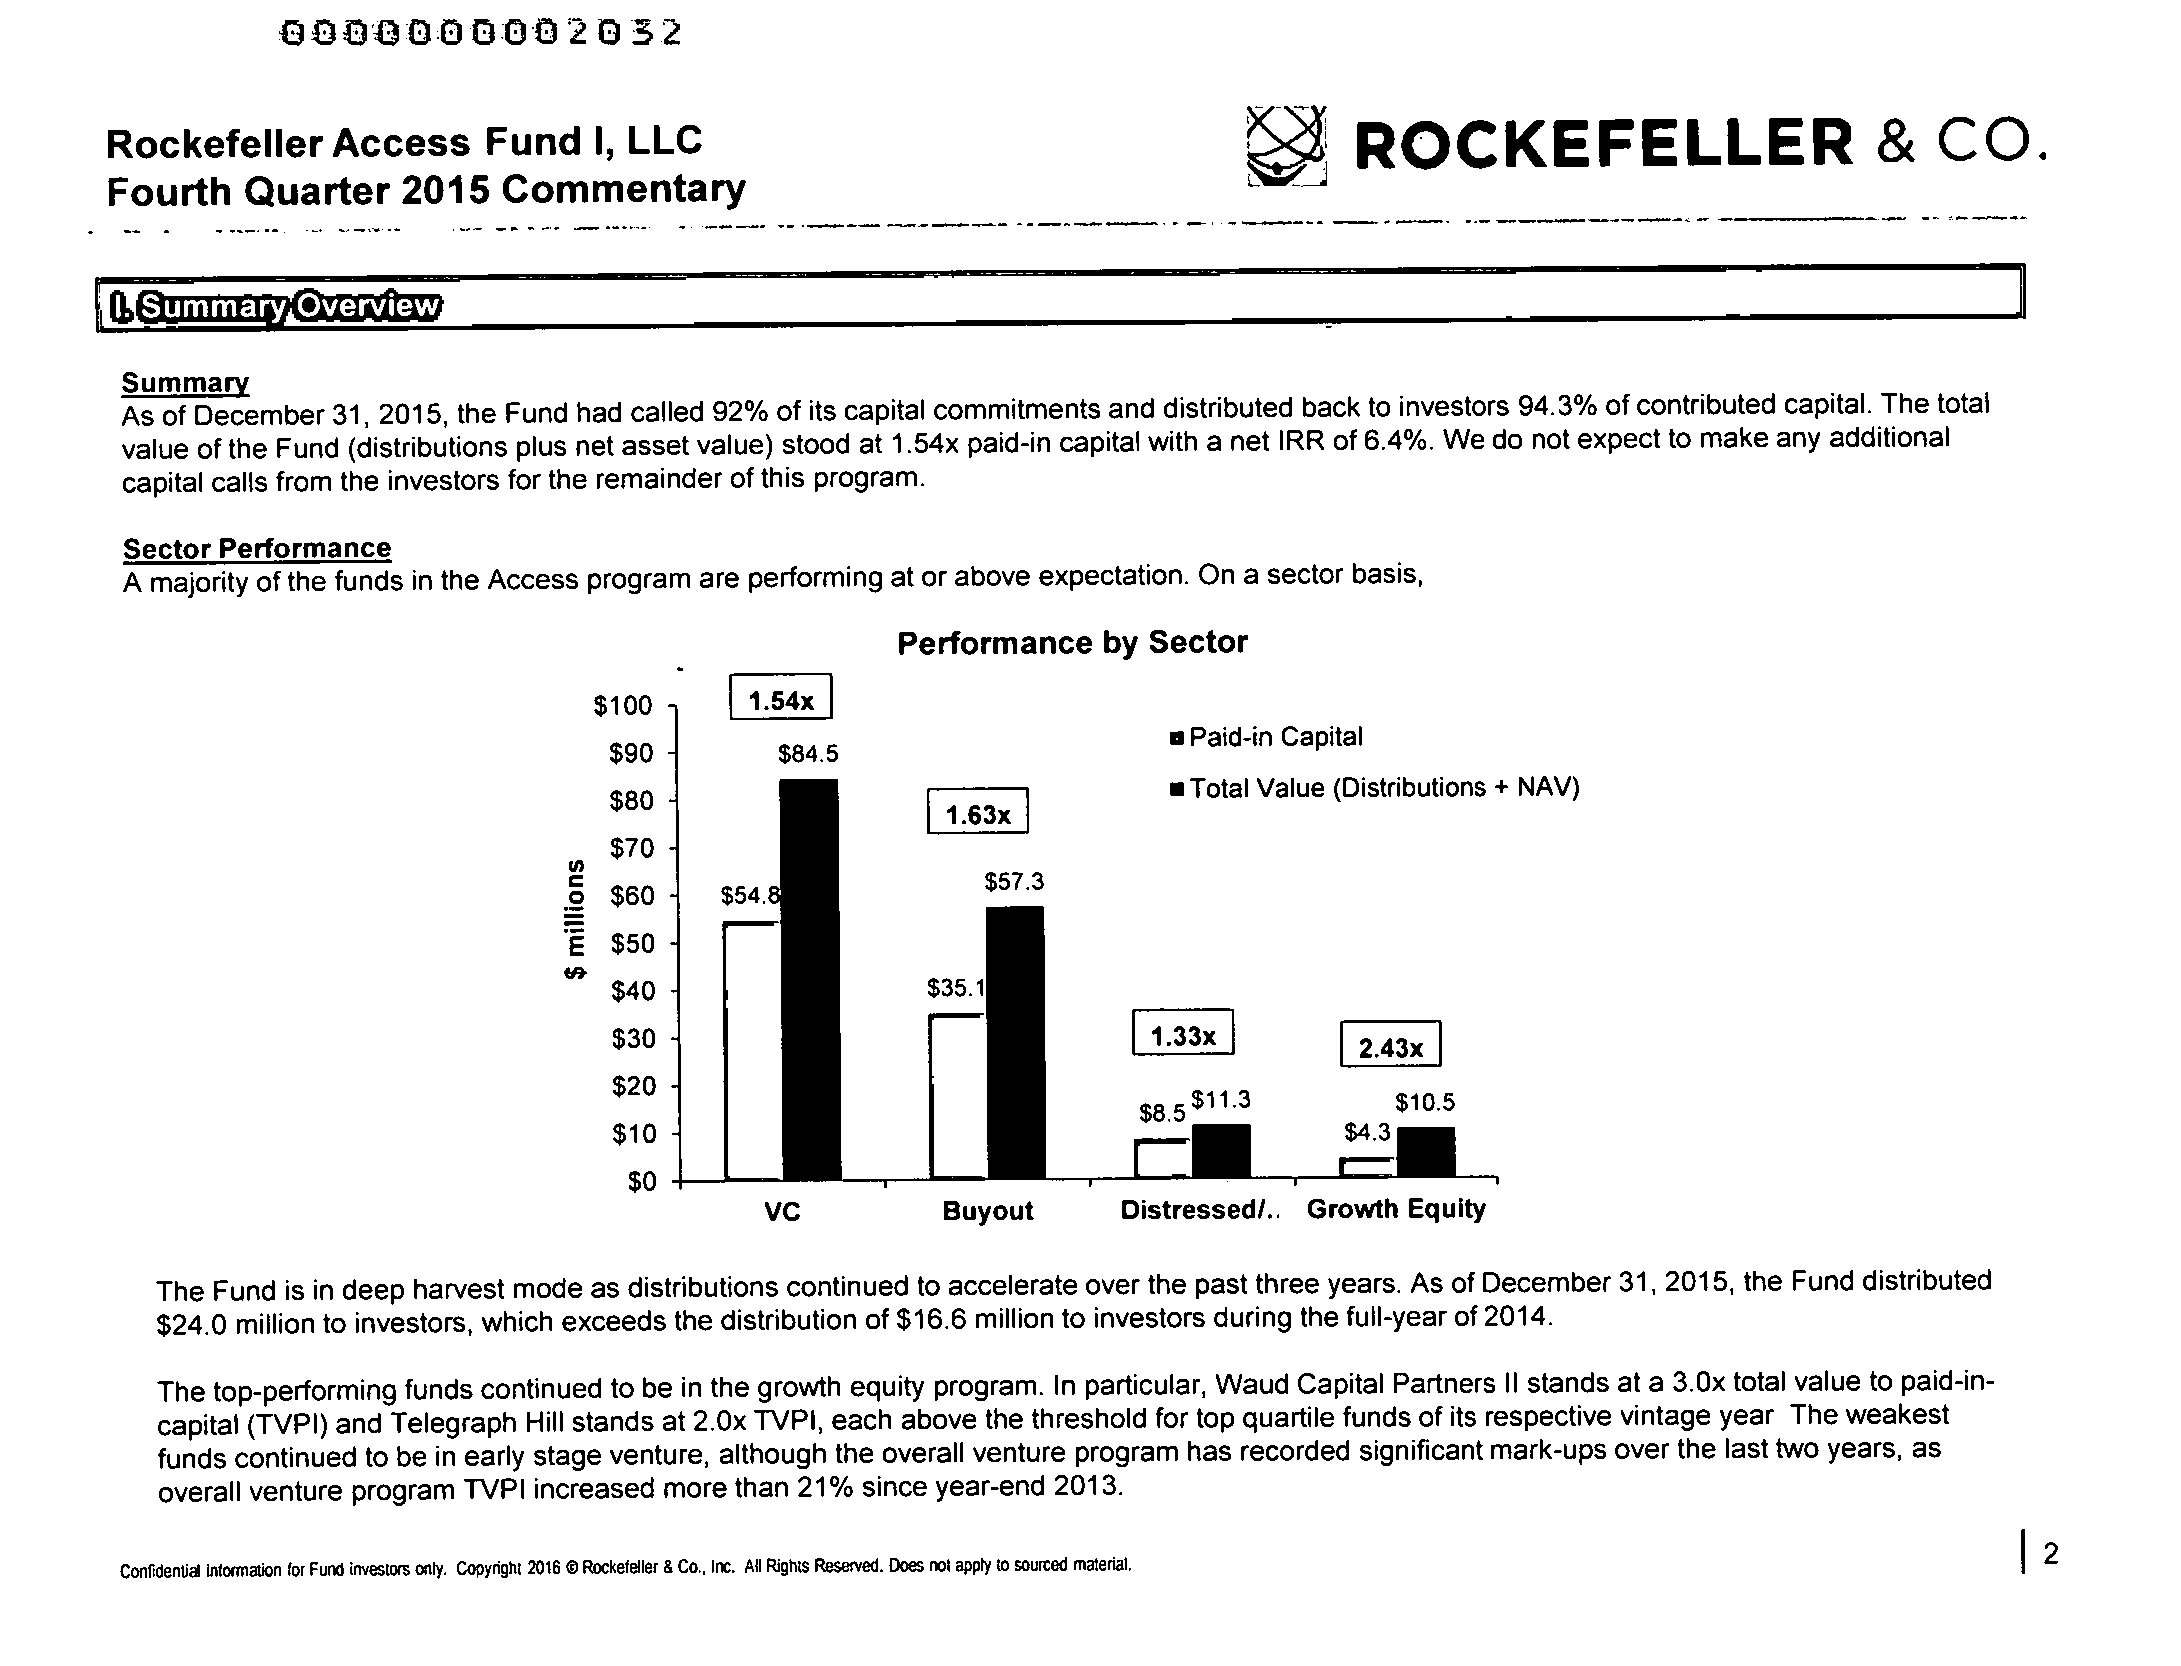 0000000002032
Rockefeller Access Fund I, LLC
Fourth Quarter 2015 Commentary
ROCKEFELLER & CO.
I. Summary Overview
Summary
As of December 31, 2015, the Fund had called 92% of its capital commitments and distributed back to investors 94.3% of contributed capital. The total
value of the Fund (distributions plus net asset value) stood at 1.54x paid-in capital with a net IRR of 6.4%. We do not expect to make any additional
capital calls from the investors for the remainder of this program.
Sector Performance
A majority of the funds in the Access program are performing at or above expectation. On a sector basis,
Performance by Sector
$ millions
$100
$90
$80
$70
$60
$50
$40
$30
$20
$10
$0
1.54x
$84.5
$54.8
1.63x
$57.3
$35.1
1.33x
$8.5 $11.3
2.43x
$10.5
$4.3
Paid-in Capital
Total Value (Distributions + NAV)
VC Buyout Distressed/.. Growth Equity
The Fund is in deep harvest mode as distributions continued to accelerate over the past three years. As of December 31, 2015, the Fund distributed
$24.0 million to investors, which exceeds the distribution of $16.6 million to investors during the full-year of 2014.
The top-performing funds continued to be in the growth equity program. In particular, Waud Capital Partners II stands at a 3.0x total value to paid-in-
capital (TVPI) and Telegraph Hill stands at 2.0x TVPI, each above the threshold for top quartile funds of its respective vintage year The weakest
funds continued to be in early stage venture, although the overall venture program has recorded significant mark-ups over the last two years, as
overall venture program TVPI increased more than 21% since year-end 2013.
Confidential information for Fund investors only. Copyright 2016 © Rockefeller & Co., Inc. All Rights Reserved. Does not apply to sourced material.
2